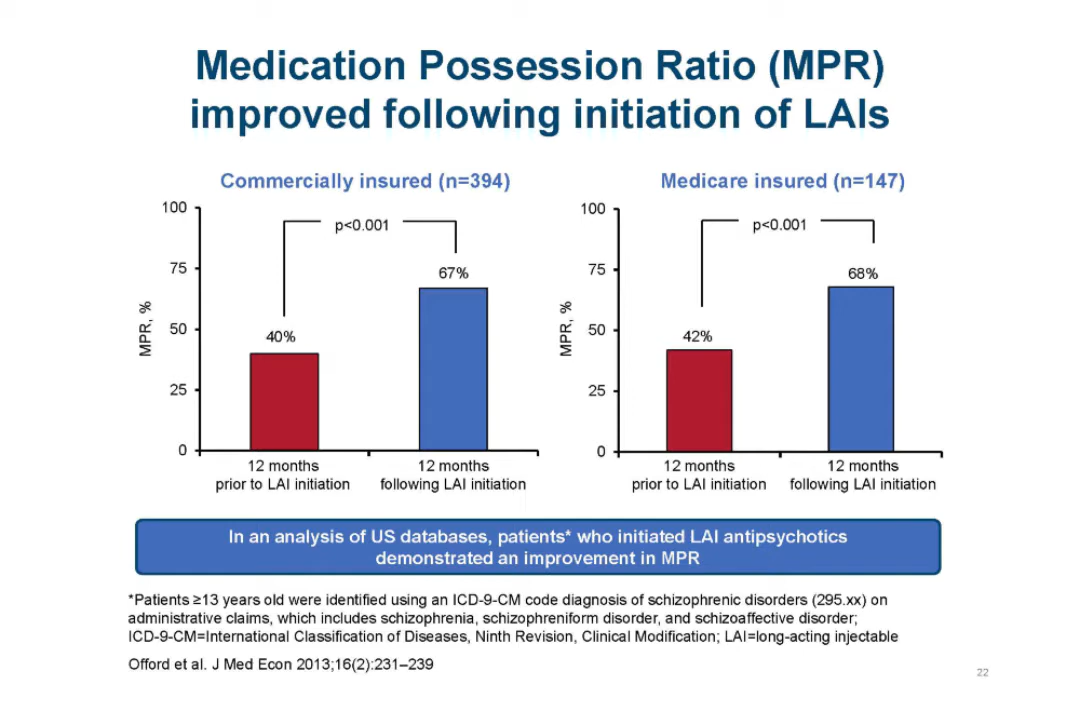 Medication Possession Ratio (MPR)
improved following initiation of LAIs
Commercially insured (n=394)
100
75
50
25
0
MPR, %
p<0.001
40%
67%
12 months
prior to LAI initiation
12 months
following LAI initiation
Medicare insured (n=147)
100
75
50
25
0
MPR, %
p<0.001
42%
68%
12 months
prior to LAI initiation
12 months
following LAI initiation
In an analysis of US databases, patients* who initiated LAI antipsychotics
demonstrated an improvement in MPR
*Patients ≥13 years old were identified using an ICD-9-CM code diagnosis of schizophrenic disorders (295.xx) on
administrative claims, which includes schizophrenia, schizophreniform disorder, and schizoaffective disorder;
ICD-9-CM=International Classification of Diseases, Ninth Revision, Clinical Modification; LAI=long-acting injectable
Offord et al. J Med Econ 2013;16(2):231–239
22